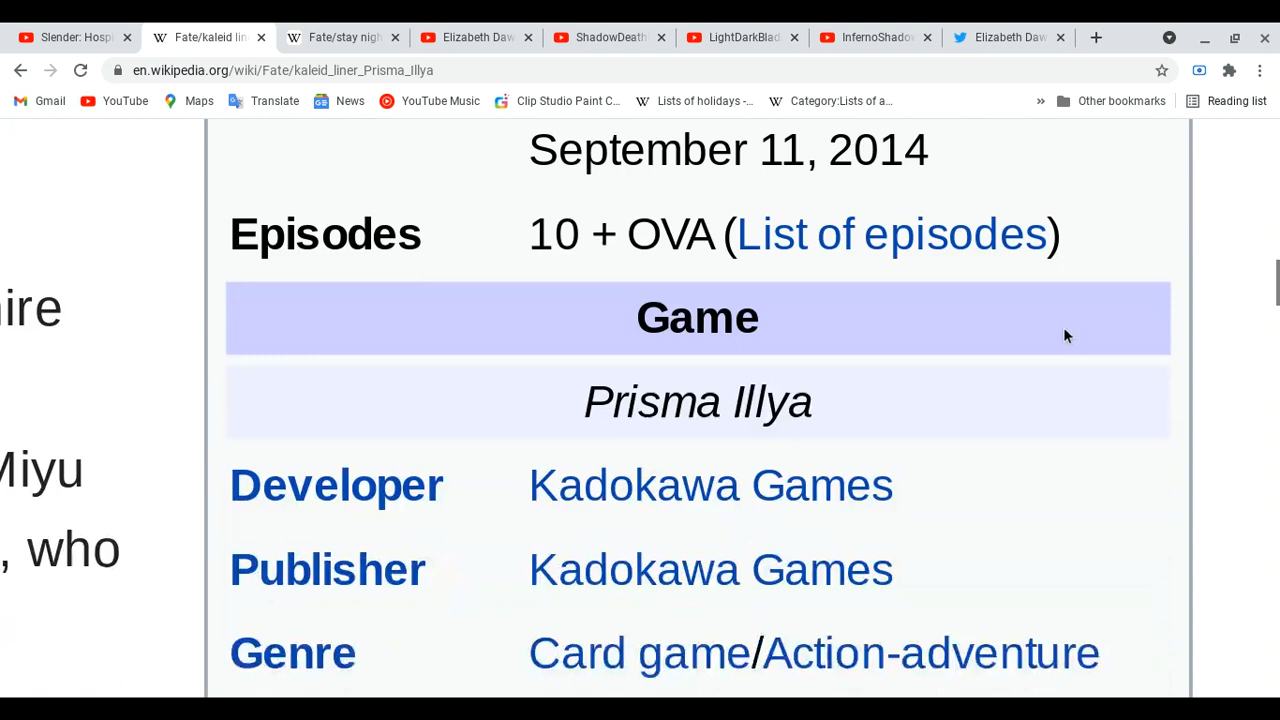 Slender: Hospi
Fate/kaleid lin
Fate/stay nigh
Elizabeth Daw
ShadowDeath
LightDarkBlad
InfernoShadow
Elizabeth Daw
en.wikipedia.org/wiki/Fate/kaleid_liner_Prisma_Illya
Gmail
YouTube
Maps
Translate
News
YouTube Music
Clip Studio Paint C...
Lists of holidays -...
Category:Lists of a...
»
Other bookmarks
Reading list
September 11, 2014
Episodes 10 + OVA (List of episodes)
Game
ire
Prisma Illya
Miyu
Developer Kadokawa Games
, who
Publisher Kadokawa Games
Genre Card game/Action-adventure